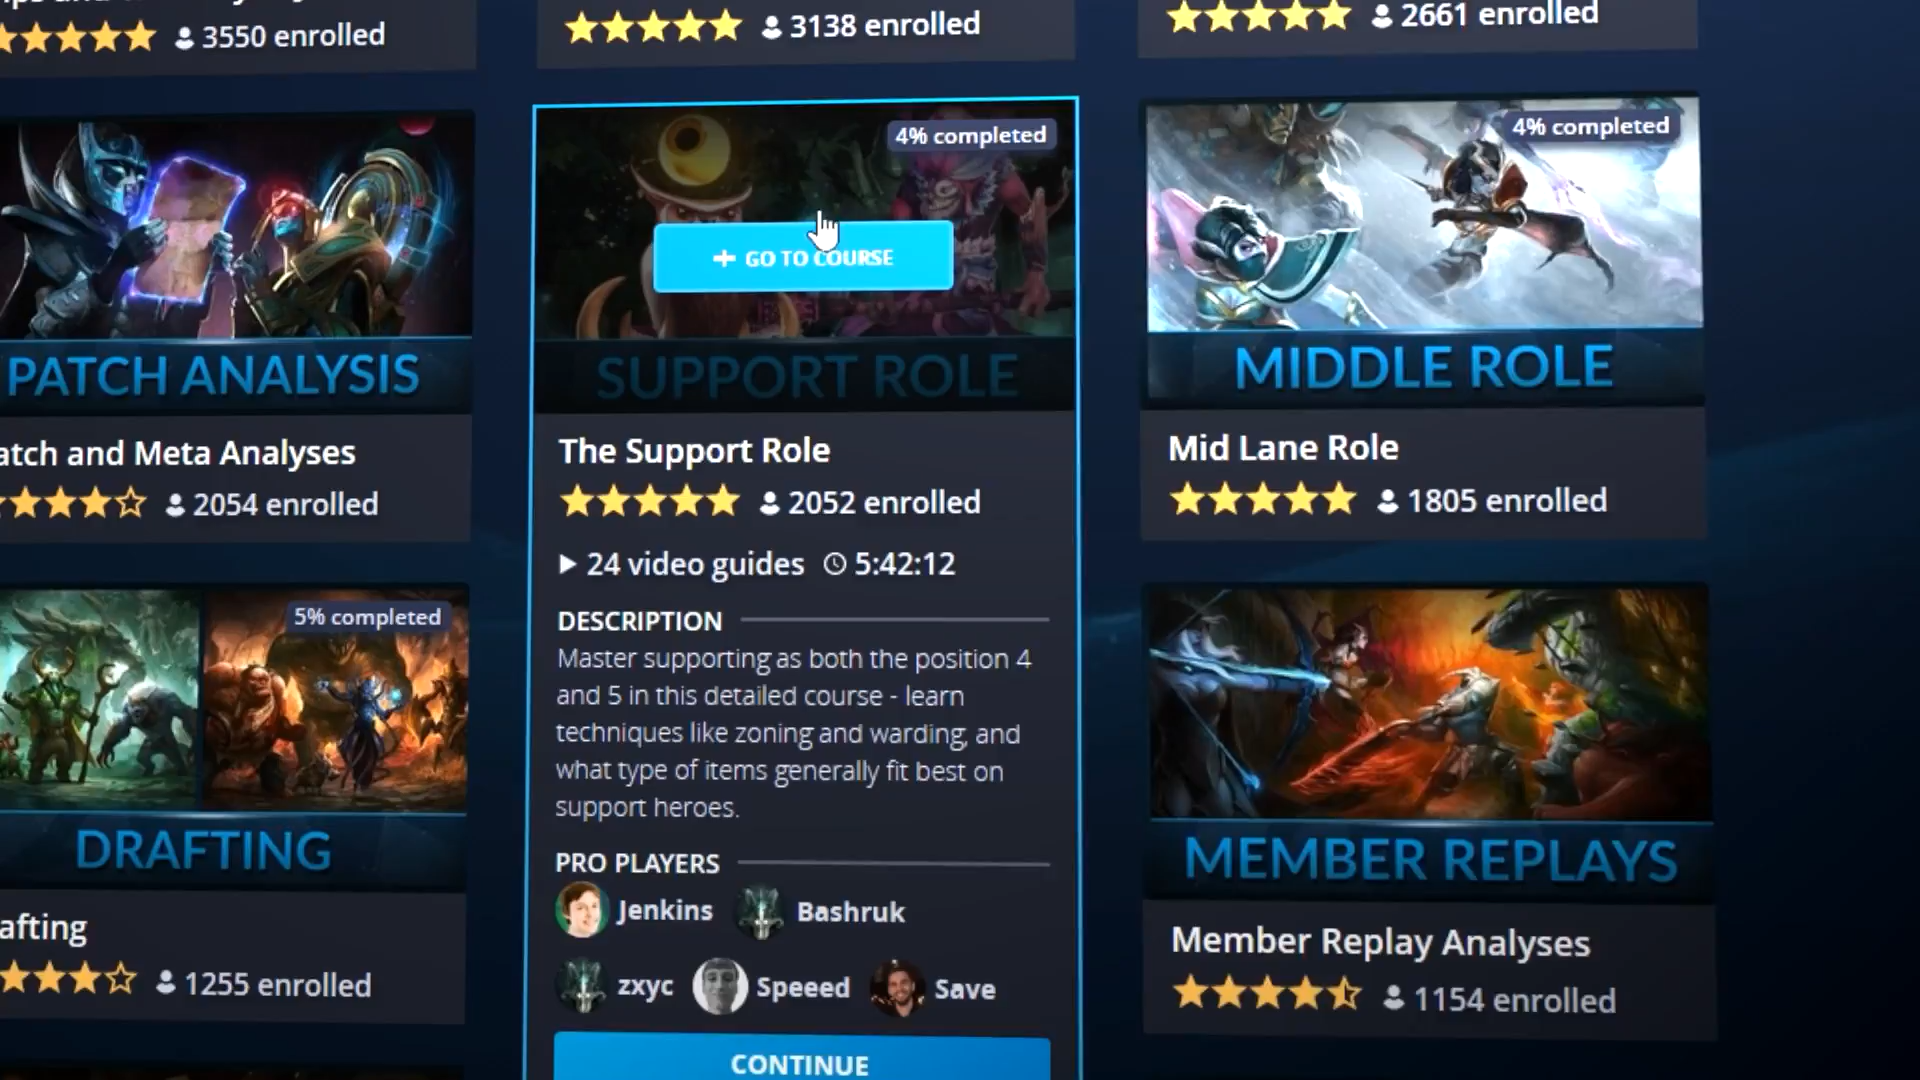 3550 enrolled
3138 enrolled
2661 enrolled
PATCH ANALYSIS
atch and Meta Analyses
2054 enrolled
4% completed
+ GO TO COURSE
SUPPORT ROLE
The Support Role
2052 enrolled
24 video guides 5:42:12
DESCRIPTION
Master supporting as both the position 4
and 5 in this detailed course - learn
techniques like zoning and warding, and
what type of items generally fit best on
support heroes.
PRO PLAYERS
Jenkins Bashruk
zxyc Speeed Save
CONTINUE
4% completed
MIDDLE ROLE
Mid Lane Role
1805 enrolled
5% completed
DRAFTING
afting
1255 enrolled
MEMBER REPLAYS
Member Replay Analyses
1154 enrolled